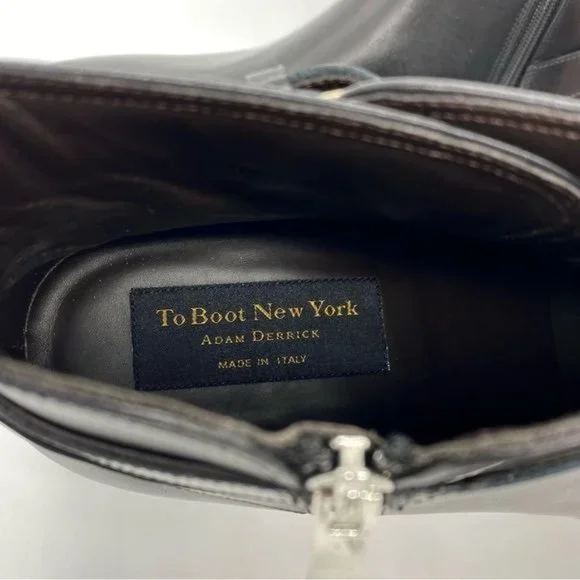 To Boot New York
ADAM DERRICK
MADE IN ITALY